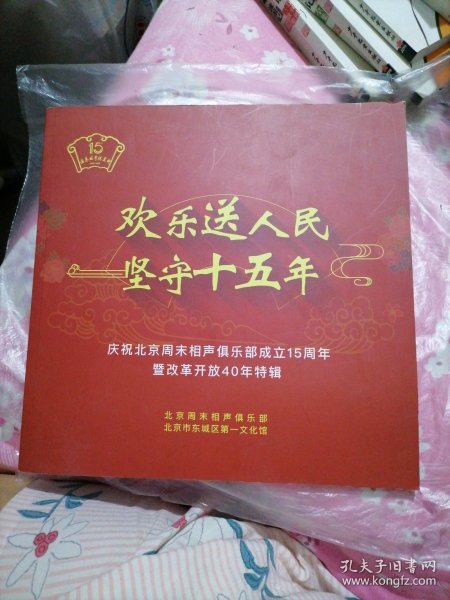 15
欢乐送人民
坚守十五年
庆祝北京周末相声俱乐部成立15周年
暨改革开放40年特辑
北京周末相声俱乐部
北京市东城区第一文化馆
孔夫子旧书网
www.kongfz.com